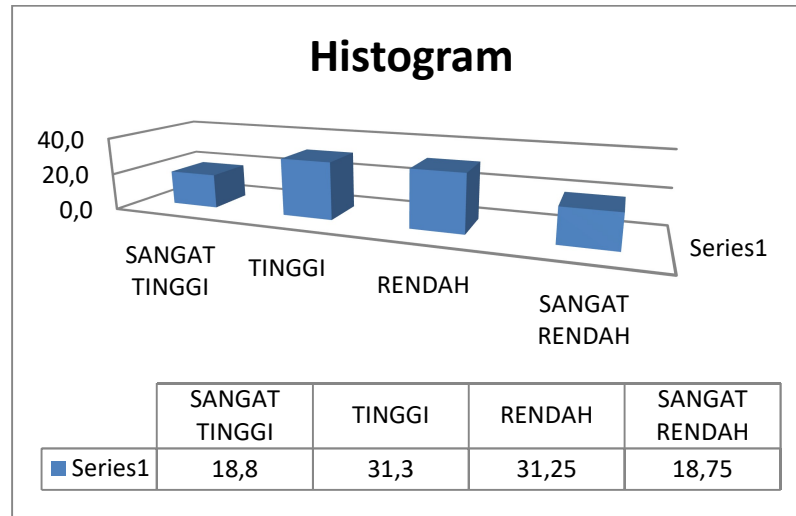 Histogram
40,0
20,0
0,0
SANGAT
TINGGI
TINGGI
RENDAH
SANGAT
RENDAH
Series1
SANGAT
TINGGI
TINGGI
RENDAH
SANGAT
RENDAH
Series1 18,8 31,3 31,25 18,75